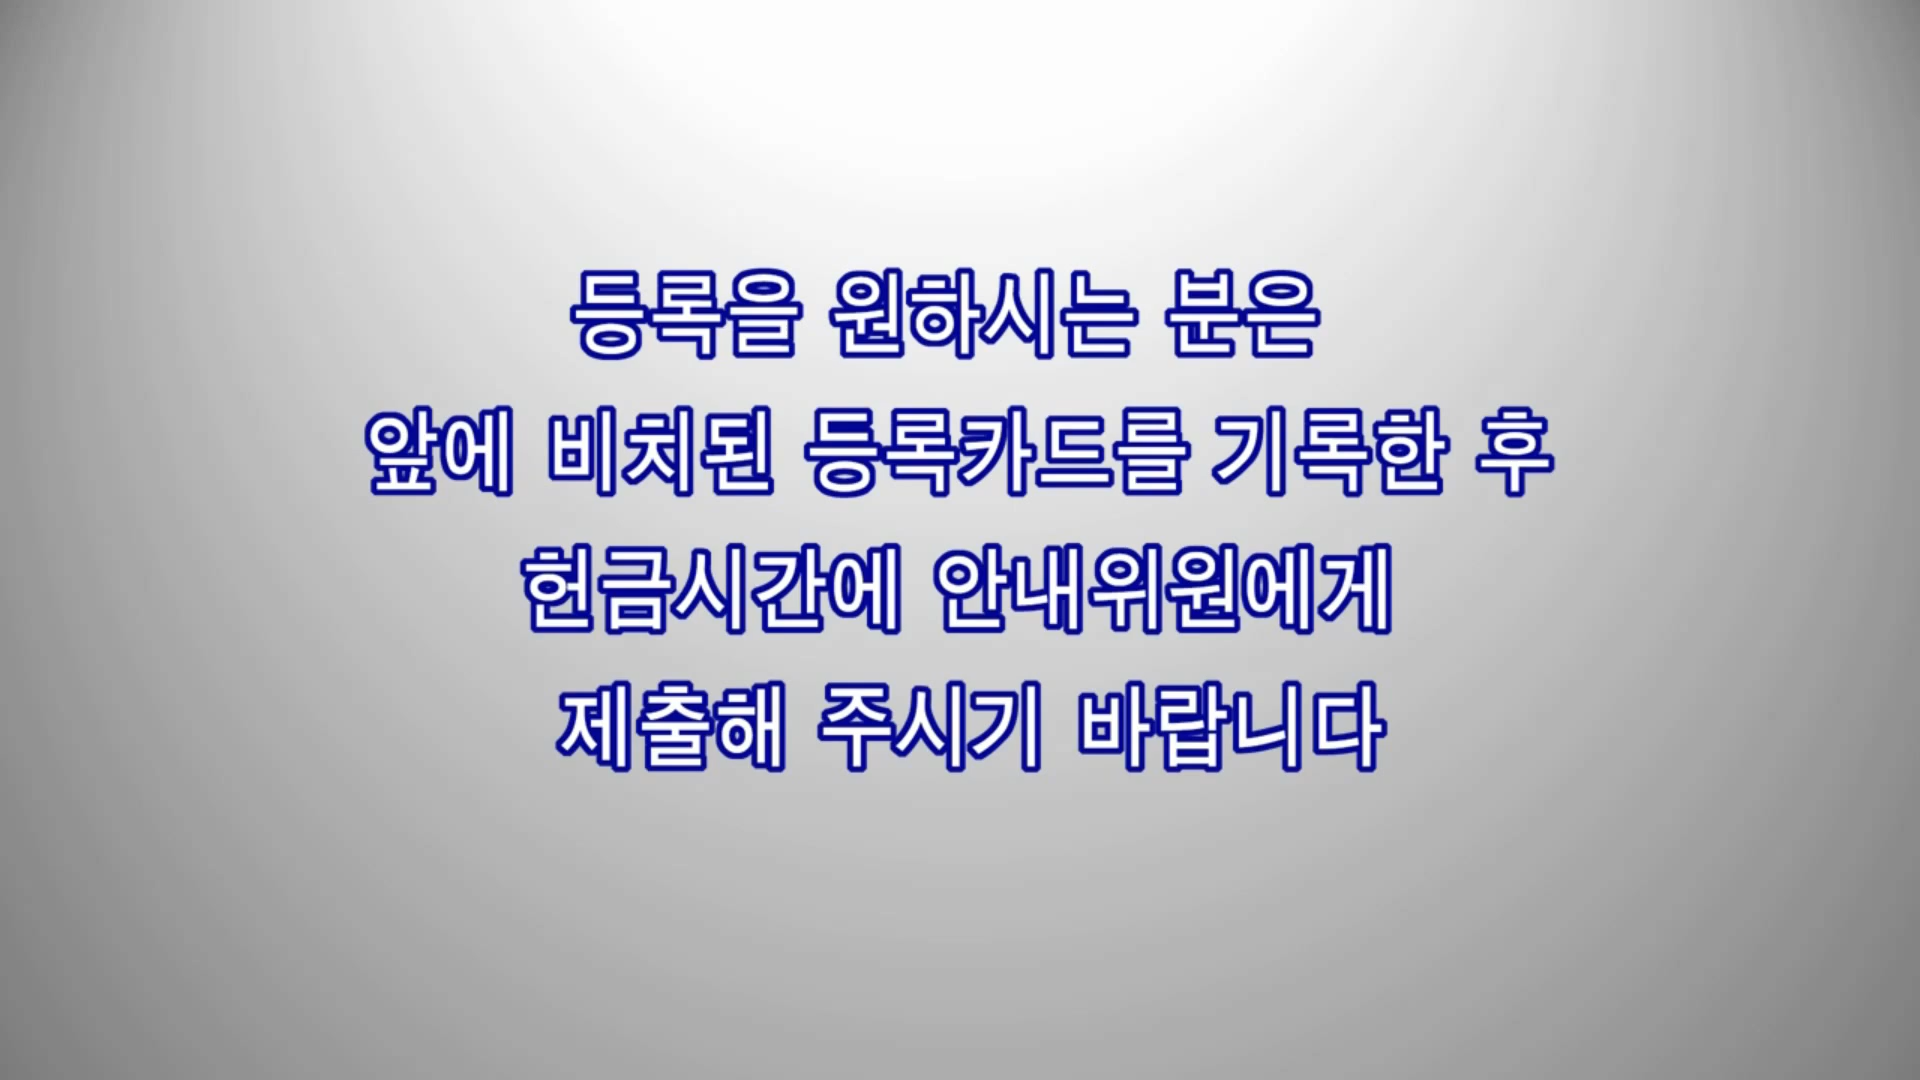 등록을 원하시는 분은
앞에 비치된 등록카드를 기록한 후
헌금시간에 안내위원에게
제출해 주시기 바랍니다